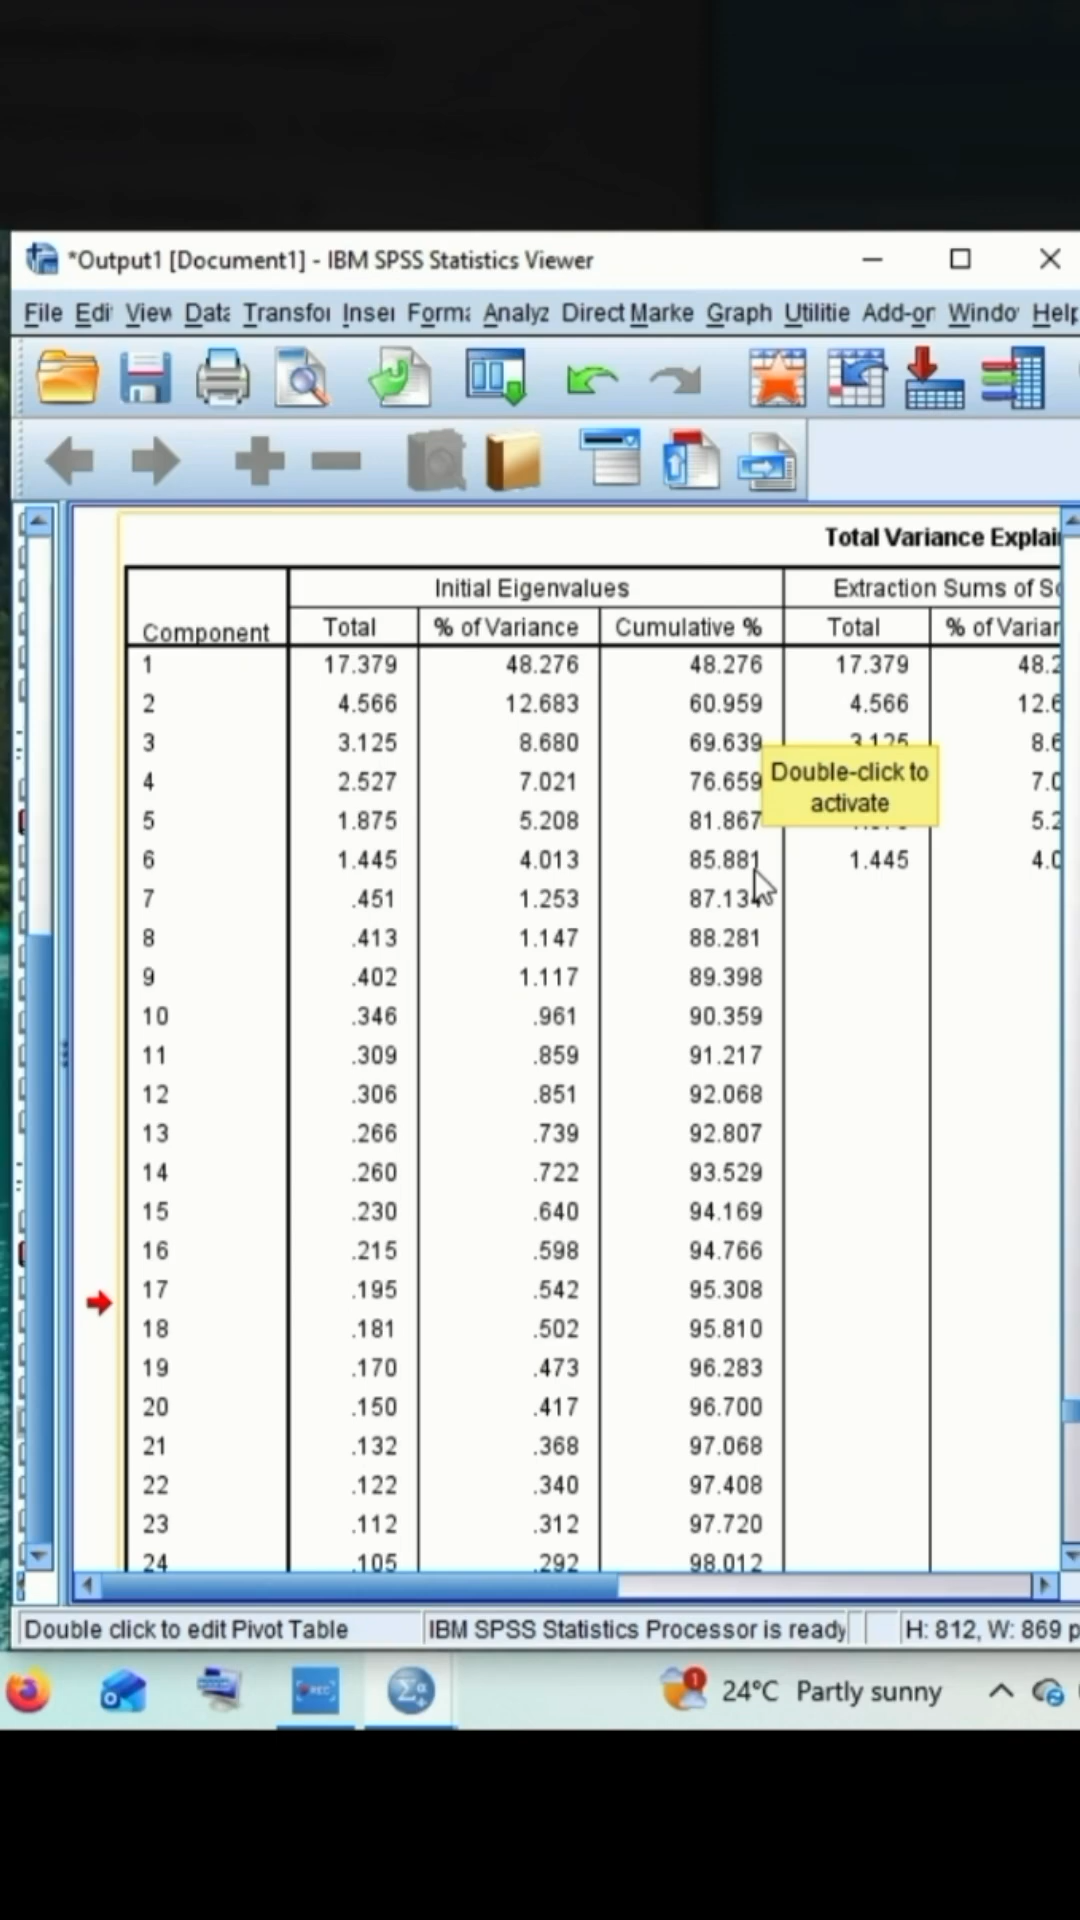 *Output1 [Document1] - IBM SPSS Statistics Viewer
File Edi View Data Transfor Inser Forma Analyz Direct Marke Graph Utilitie Add-on Windo Help
Total Variance Explai
Initial Eigenvalues Extraction Sums of Sq
Component Total % of Variance Cumulative % Total % of Varian
1 17.379 48.276 48.276 17.379 48.2
2 4.566 12.683 60.959 4.566 12.6
3 3.125 8.680 69.639 3.125 8.6
Double-click to
activate
4 2.527 7.021 76.659 7.0
5 1.875 5.208 81.867 5.2
6 1.445 4.013 85.881 1.445 4.0
7 .451 1.253 87.134
8 .413 1.147 88.281
9 .402 1.117 89.398
10 .346 .961 90.359
11 .309 .859 91.217
12 .306 .851 92.068
13 .266 .739 92.807
14 .260 .722 93.529
15 .230 .640 94.169
16 .215 .598 94.766
17 .195 .542 95.308
18 .181 .502 95.810
19 .170 .473 96.283
20 .150 .417 96.700
21 .132 .368 97.068
22 .122 .340 97.408
23 .112 .312 97.720
24 .105 .292 98.012
Double click to edit Pivot Table IBM SPSS Statistics Processor is ready H: 812, W: 869 p
REC 1 24°C Partly sunny